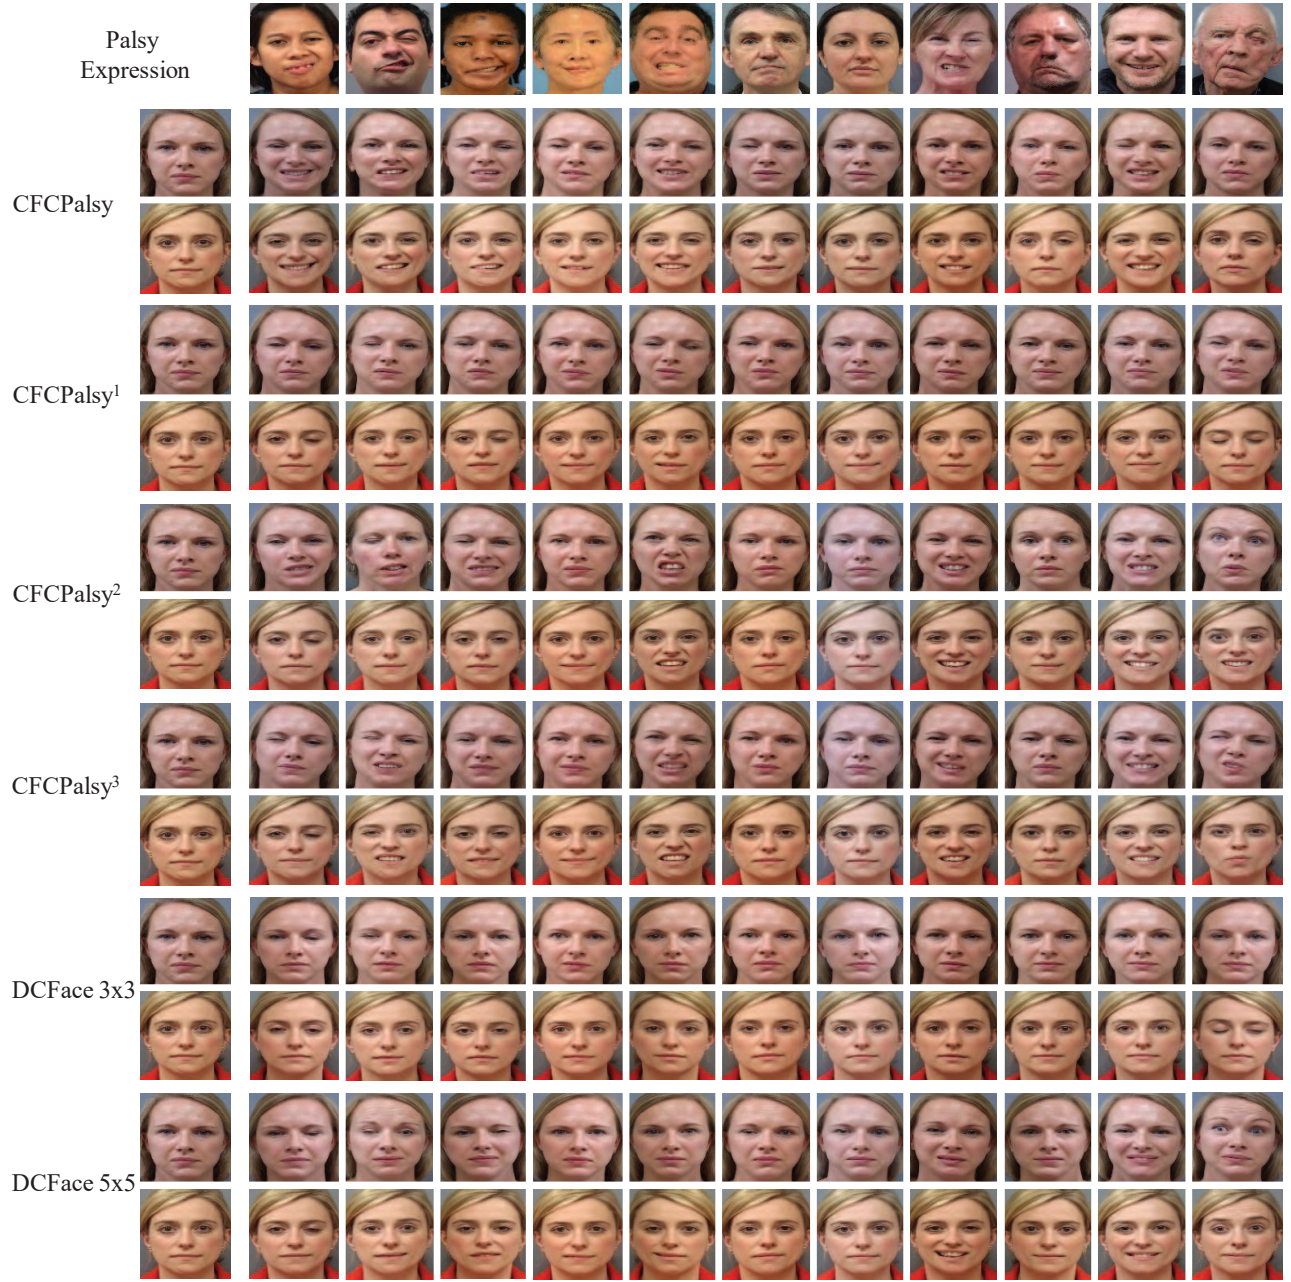 Palsy
Expression
CFCPalsy
CFCPalsy¹
CFCPalsy²
CFCPalsy³
DCFace 3x3
DCFace 5x5